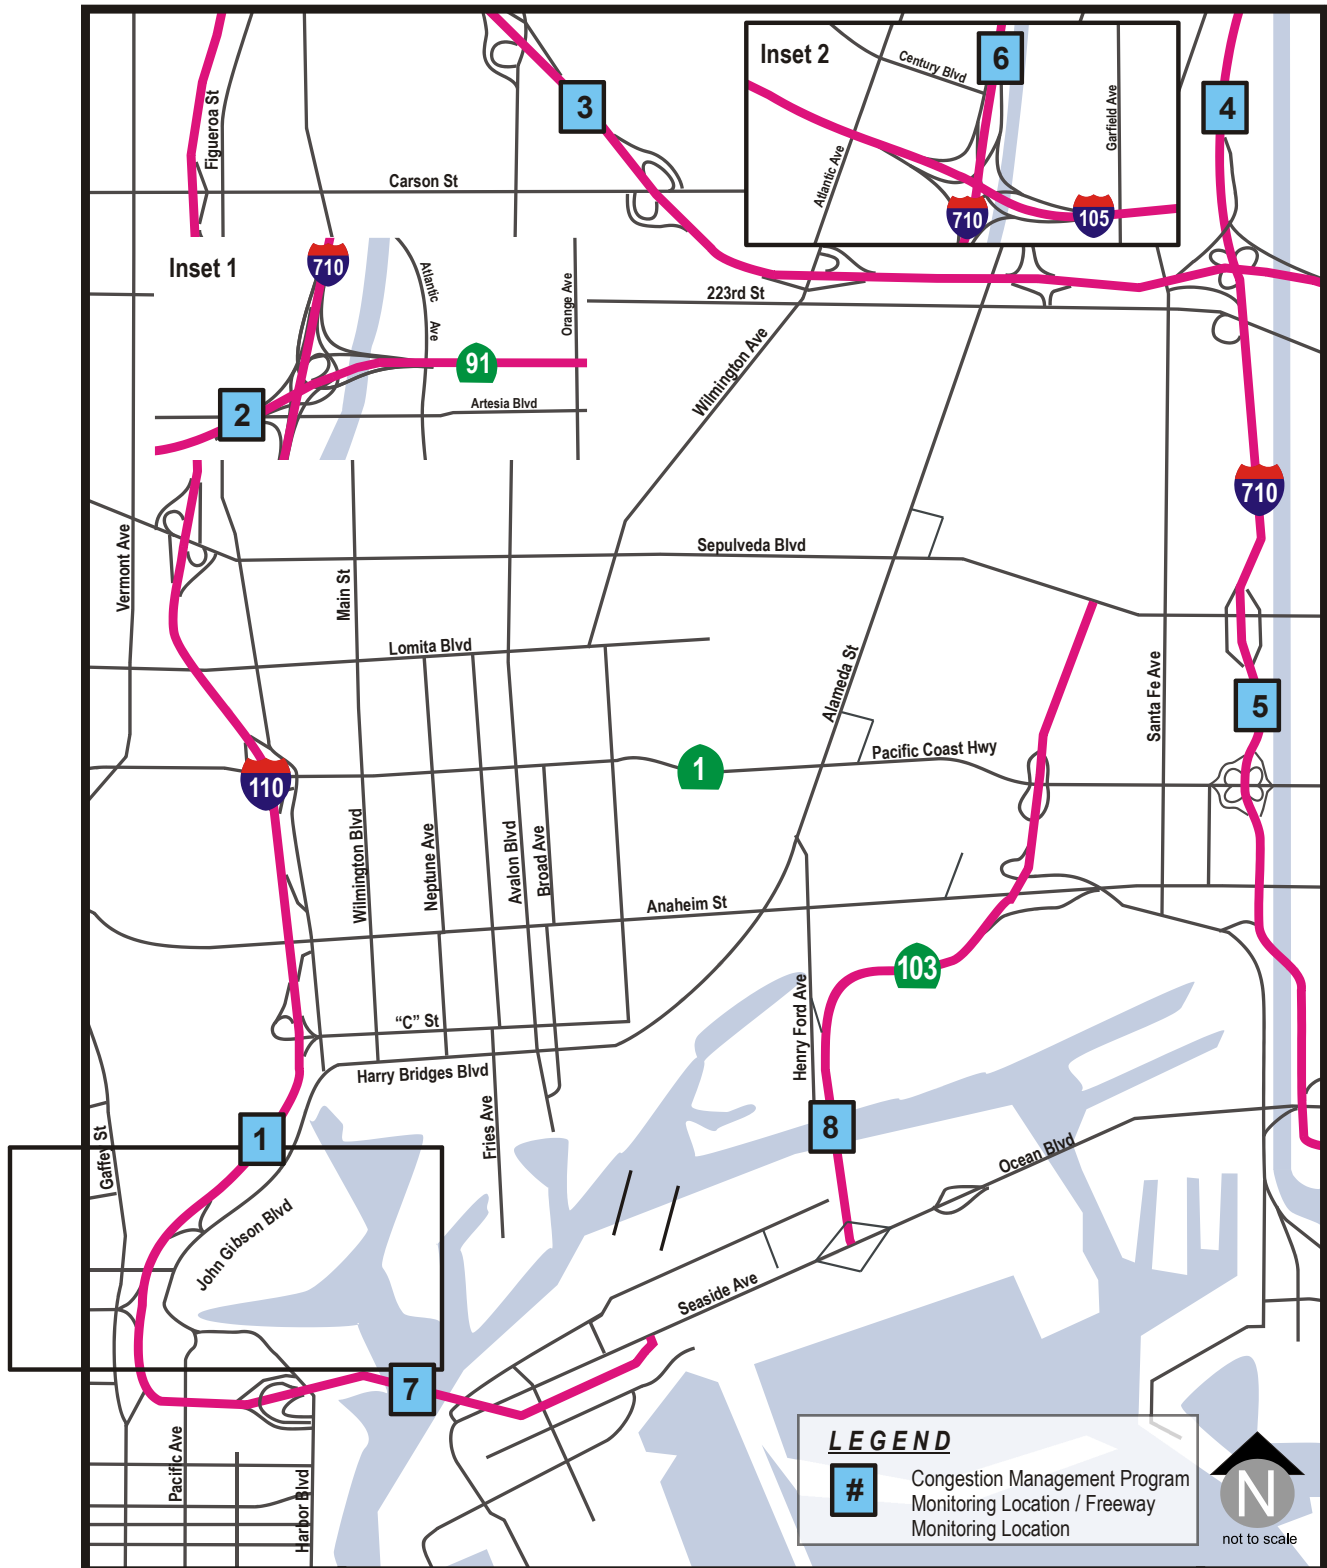 Inset 2
6
Century Blvd
Garfield Ave
Atlantic Ave
710
105
3
4
Figueroa St
Carson St
Inset 1
710
Atlantic
Ave
Orange Ave
91
2
Artesia Blvd
223rd St
Wilmington Ave
710
Vermont Ave
Sepulveda Blvd
Main St
Lomita Blvd
Alameda St
Santa Fe Ave
5
110
1
Pacific Coast Hwy
Wilmington Blvd
Neptune Ave
Avalon Blvd
Broad Ave
Anaheim St
103
Henry Ford Ave
“C” St
Harry Bridges Blvd
Fries Ave
1
8
Gaffey St
Ocean Blvd
John Gibson Blvd
Seaside Ave
7
Pacific Ave
Harbor Blvd
LEGEND
#
Congestion Management Program
Monitoring Location / Freeway
Monitoring Location
N
not to scale